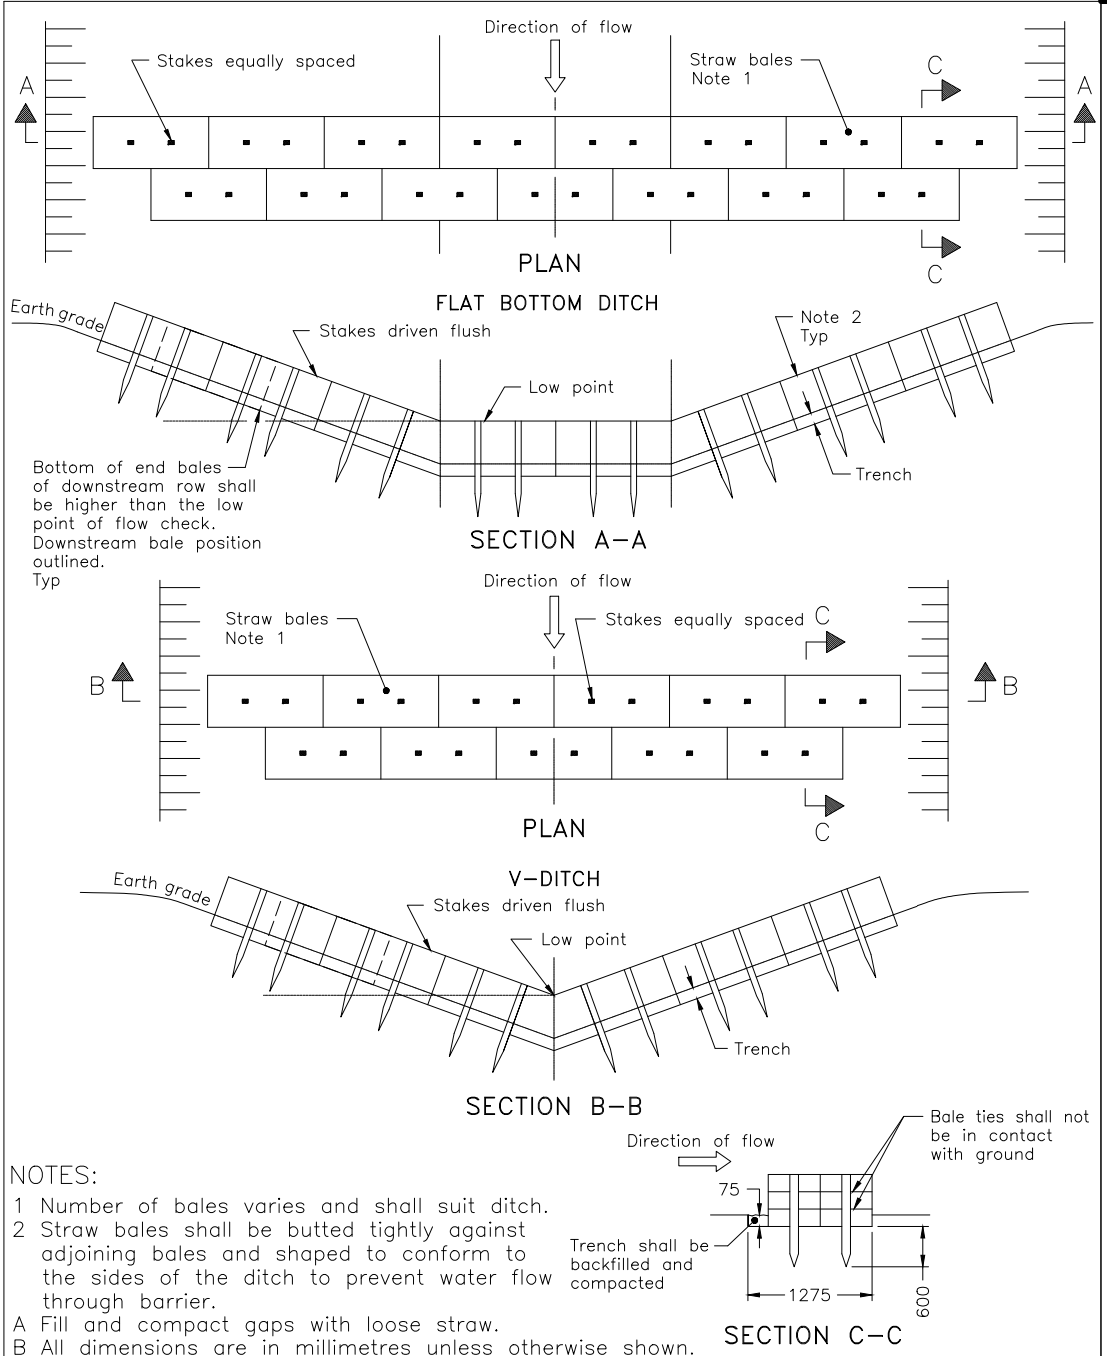 Direction of flow
Stakes equally spaced
Straw bales
Note 1
C
A
A
C
PLAN
FLAT BOTTOM DITCH
Earth grade
Stakes driven flush
Note 2
Typ
Low point
Trench
Bottom of end bales
of downstream row shall
be higher than the low
point of flow check.
Downstream bale position
outlined.
Typ
SECTION A-A
Direction of flow
Straw bales
Note 1
Stakes equally spaced
C
B
B
C
PLAN
V-DITCH
Earth grade
Stakes driven flush
Low point
Trench
SECTION B-B
Direction of flow
Bale ties shall not
be in contact
with ground
75
Trench shall be
backfilled and
compacted
1275
600
SECTION C-C
NOTES:
1 Number of bales varies and shall suit ditch.
2 Straw bales shall be butted tightly against
adjoining bales and shaped to conform to
the sides of the ditch to prevent water flow
through barrier.
A Fill and compact gaps with loose straw.
B All dimensions are in millimetres unless otherwise shown.